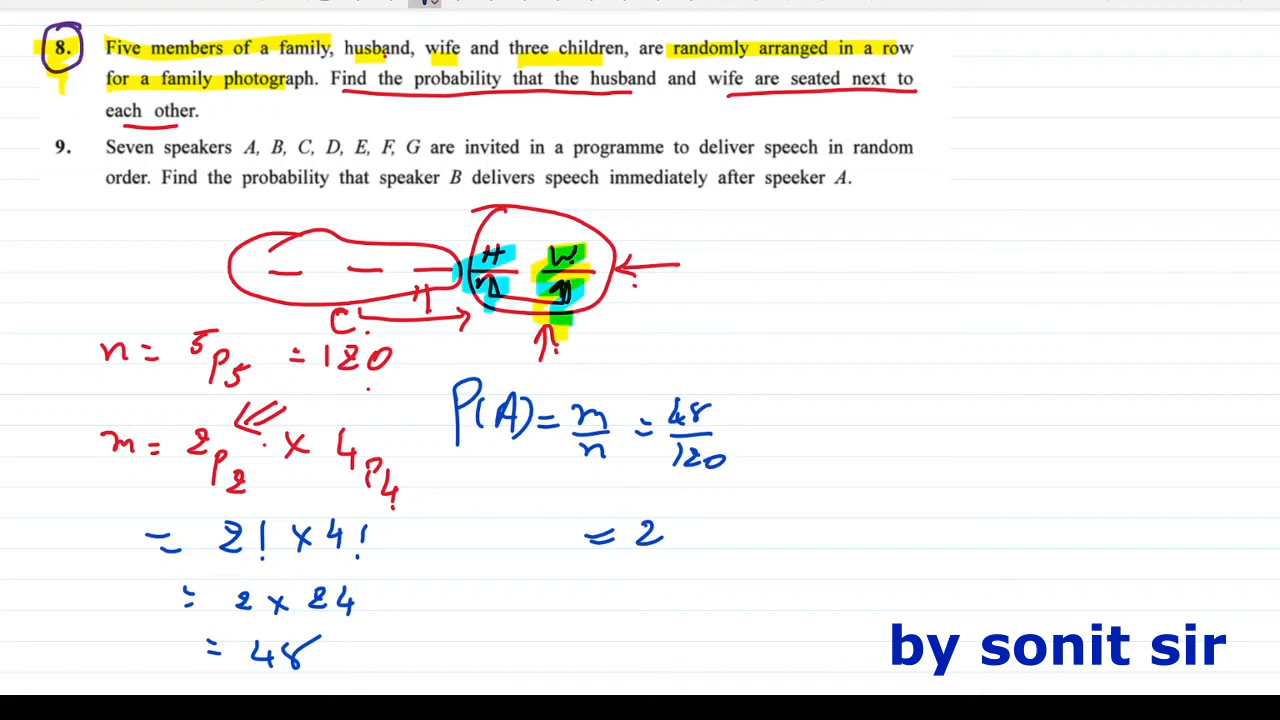 8. Five members of a family, husband, wife and three children, are randomly arranged in a row
for a family photograph. Find the probability that the husband and wife are seated next to
each other.
9. Seven speakers A, B, C, D, E, F, G are invited in a programme to deliver speech in random
order. Find the probability that speaker B delivers speech immediately after speeker A.
H W
C
n = 5P5 = 120
P(A) = m/n = 48/120
m = 2P2 × 4P4
= 2! × 4!
= 2
= 2 × 24
= 48
by sonit sir